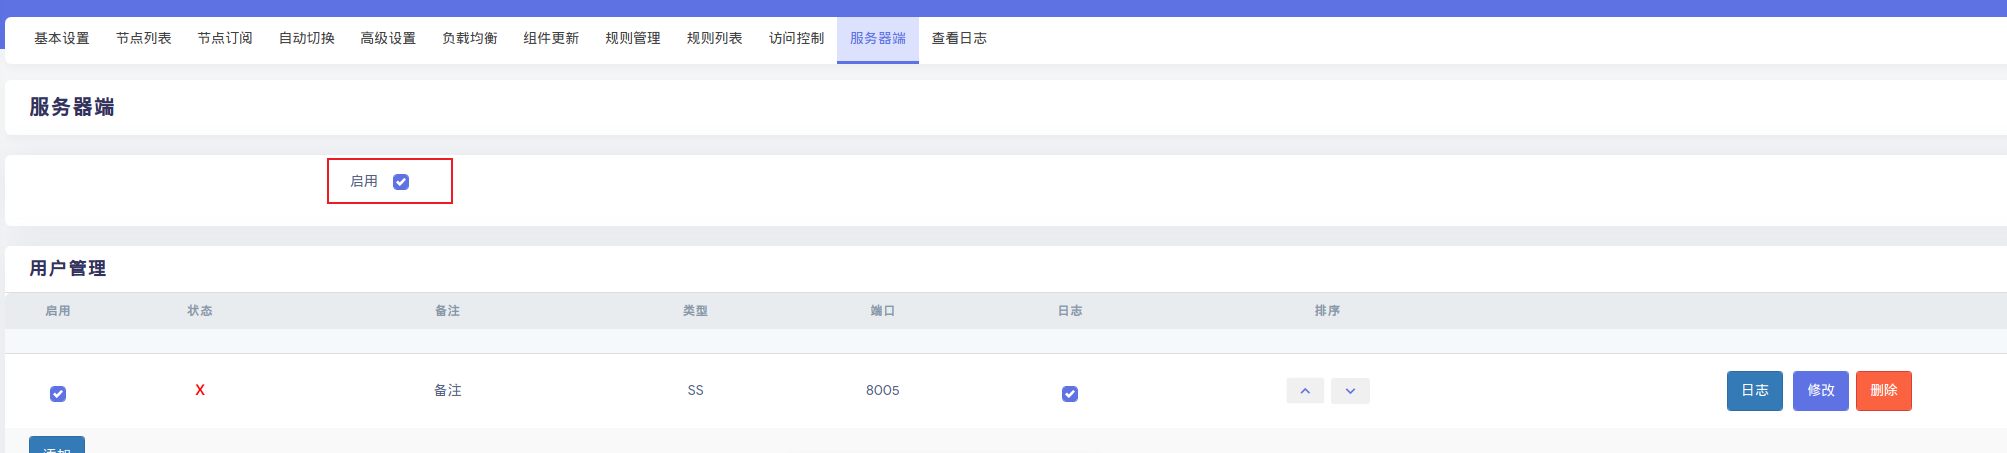 基本设置 节点列表 节点订阅 自动切换 高级设置 负载均衡 组件更新 规则管理 规则列表 访问控制 服务器端 查看日志
服务器端
启用
用户管理
启用 状态 备注 类型 端口 日志 排序
X 备注 SS 8005 日志 修改 删除
添加